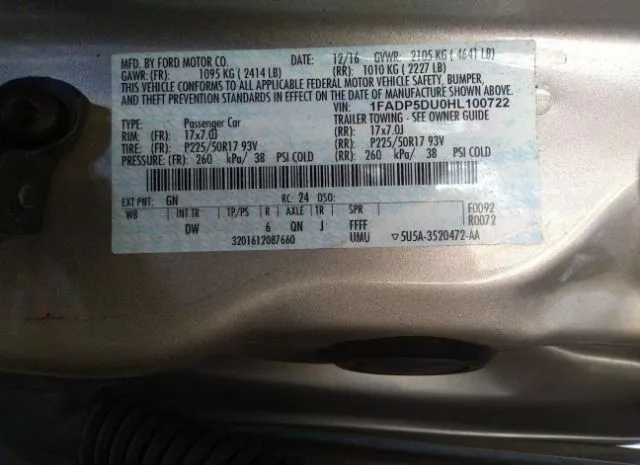 MFD. BY FORD MOTOR CO. DATE: 12/16 GVWR: 2105 KG ( 4641 LB)
GAWR: (FR): 1095 KG ( 2414 LB) (RR): 1010 KG ( 2227 LB)
THIS VEHICLE CONFORMS TO ALL APPLICABLE FEDERAL MOTOR VEHICLE SAFETY, BUMPER,
AND THEFT PREVENTION STANDARDS IN EFFECT ON THE DATE OF MANUFACTURE SHOWN ABOVE.
VIN: 1FADP5DU0HL100722
TYPE: Passenger Car TRAILER TOWING - SEE OWNER GUIDE
RIM: (FR) 17x7.0J (RR): 17x7.0J
TIRE: (FR): P225/50R17 93V (RR): P225/50R17 93V
PRESSURE: (FR): 260 kPa/ 38 PSI COLD (RR): 260 kPa/ 38 PSI COLD
EXT PNT: GN RC: 24 DSO: F0092
WB INT TR TP/PS R AXLE TR SPR R0072
DW 6 QN J FFFF
3201612087660 UMU ▽5U5A-3520472-AA